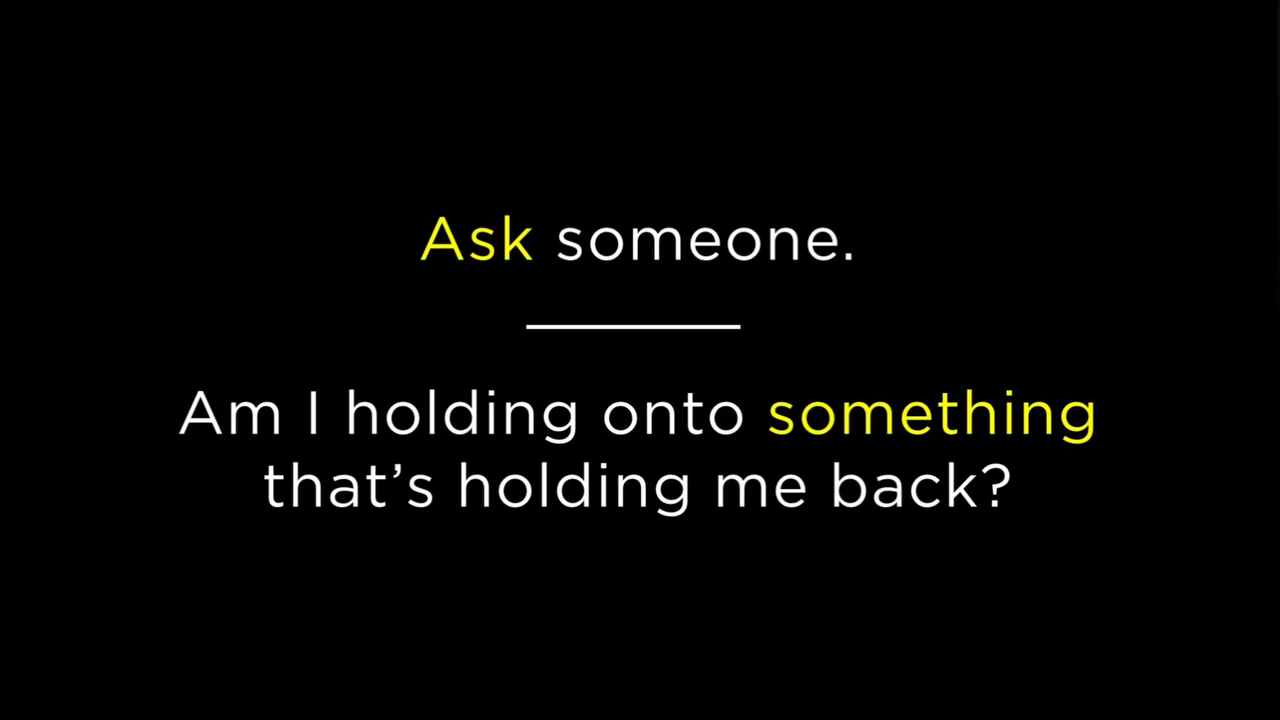 Ask someone.
Am I holding onto something
that’s holding me back?